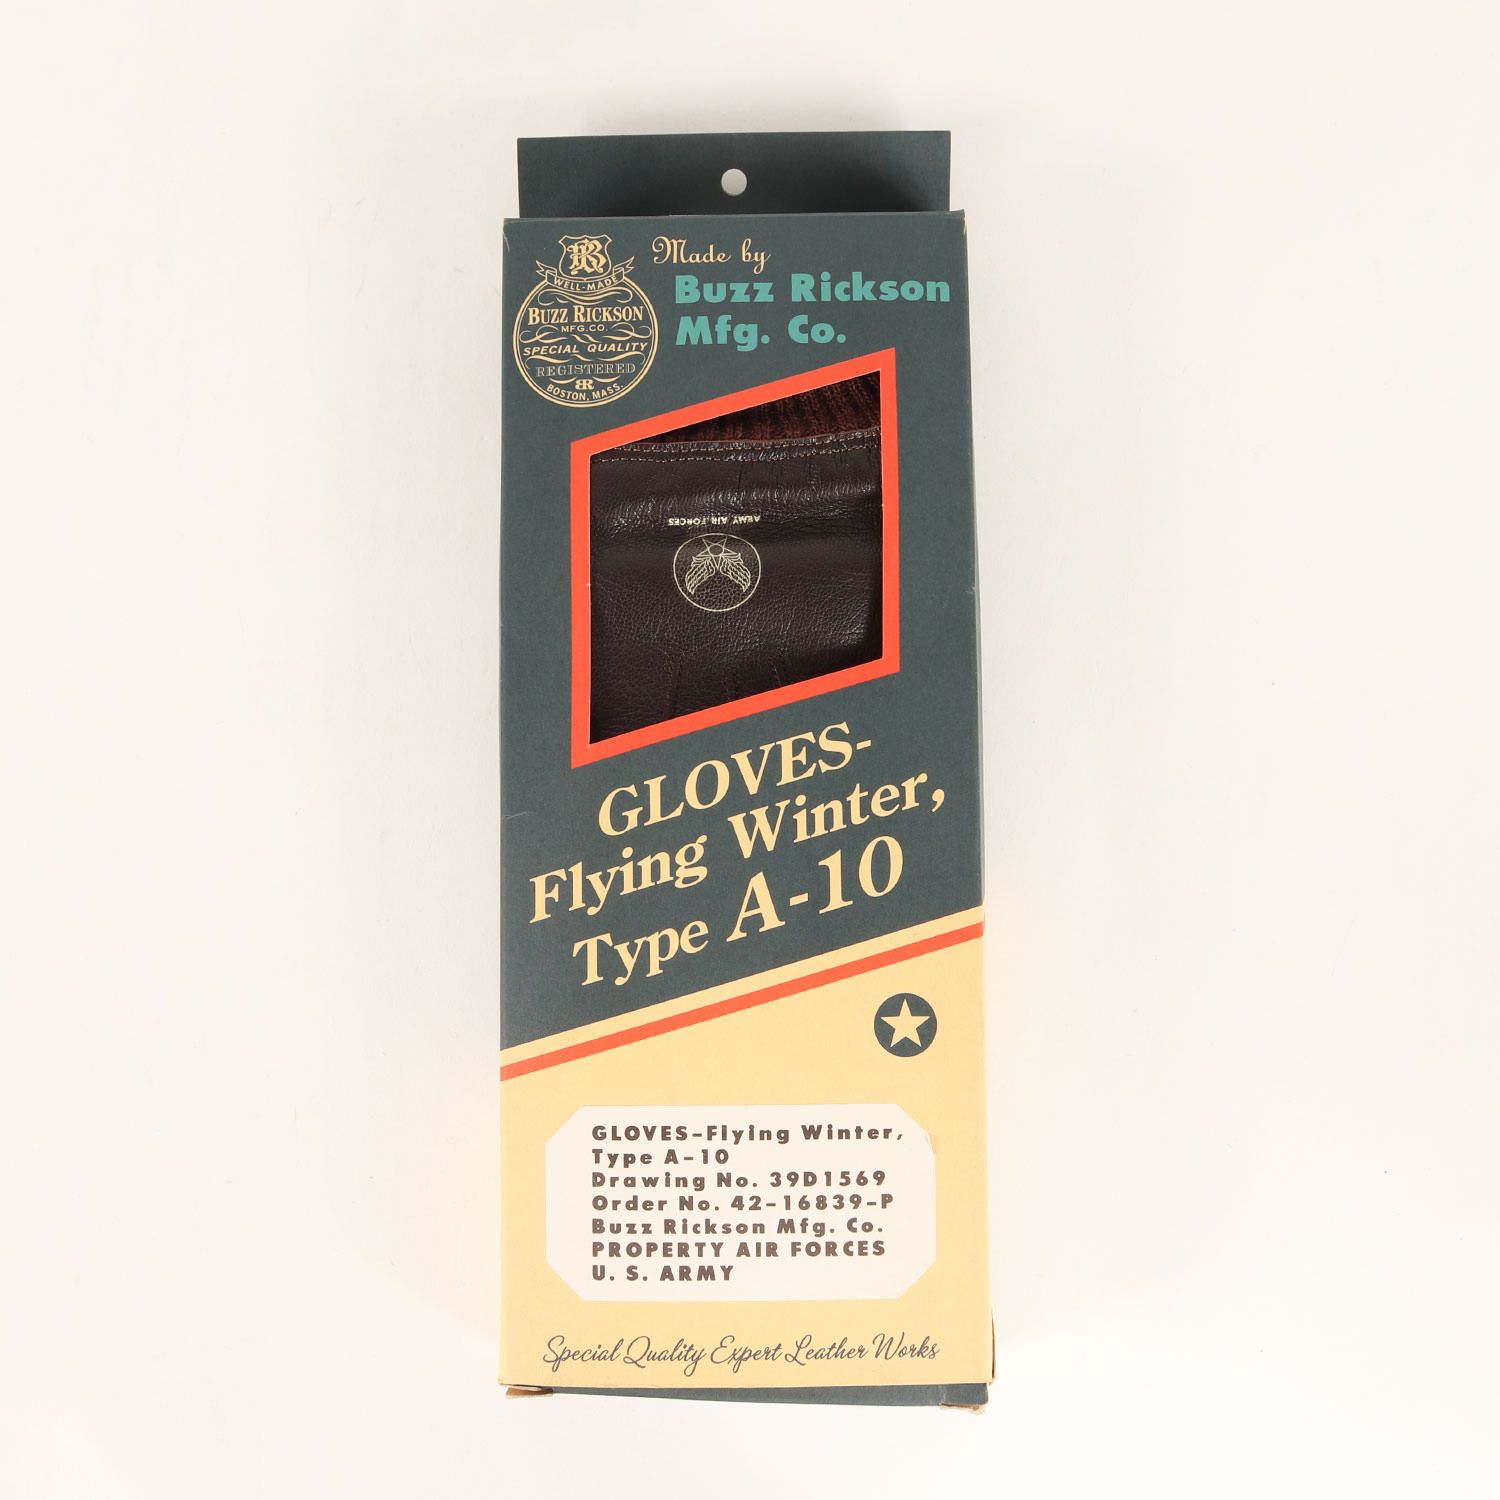 BR
WELL-MADE
BUZZ RICKSON
MFG.CO.
SPECIAL QUALITY
REGISTERED
BR
BOSTON, MASS.
Made by
Buzz Rickson
Mfg. Co.
ARMY AIR FORCES
GLOVES-
Flying Winter,
Type A-10
GLOVES-Flying Winter,
Type A-10
Drawing No. 39D1569
Order No. 42-16839-P
Buzz Rickson Mfg. Co.
PROPERTY AIR FORCES
U. S. ARMY
Special Quality Expert Leather Works